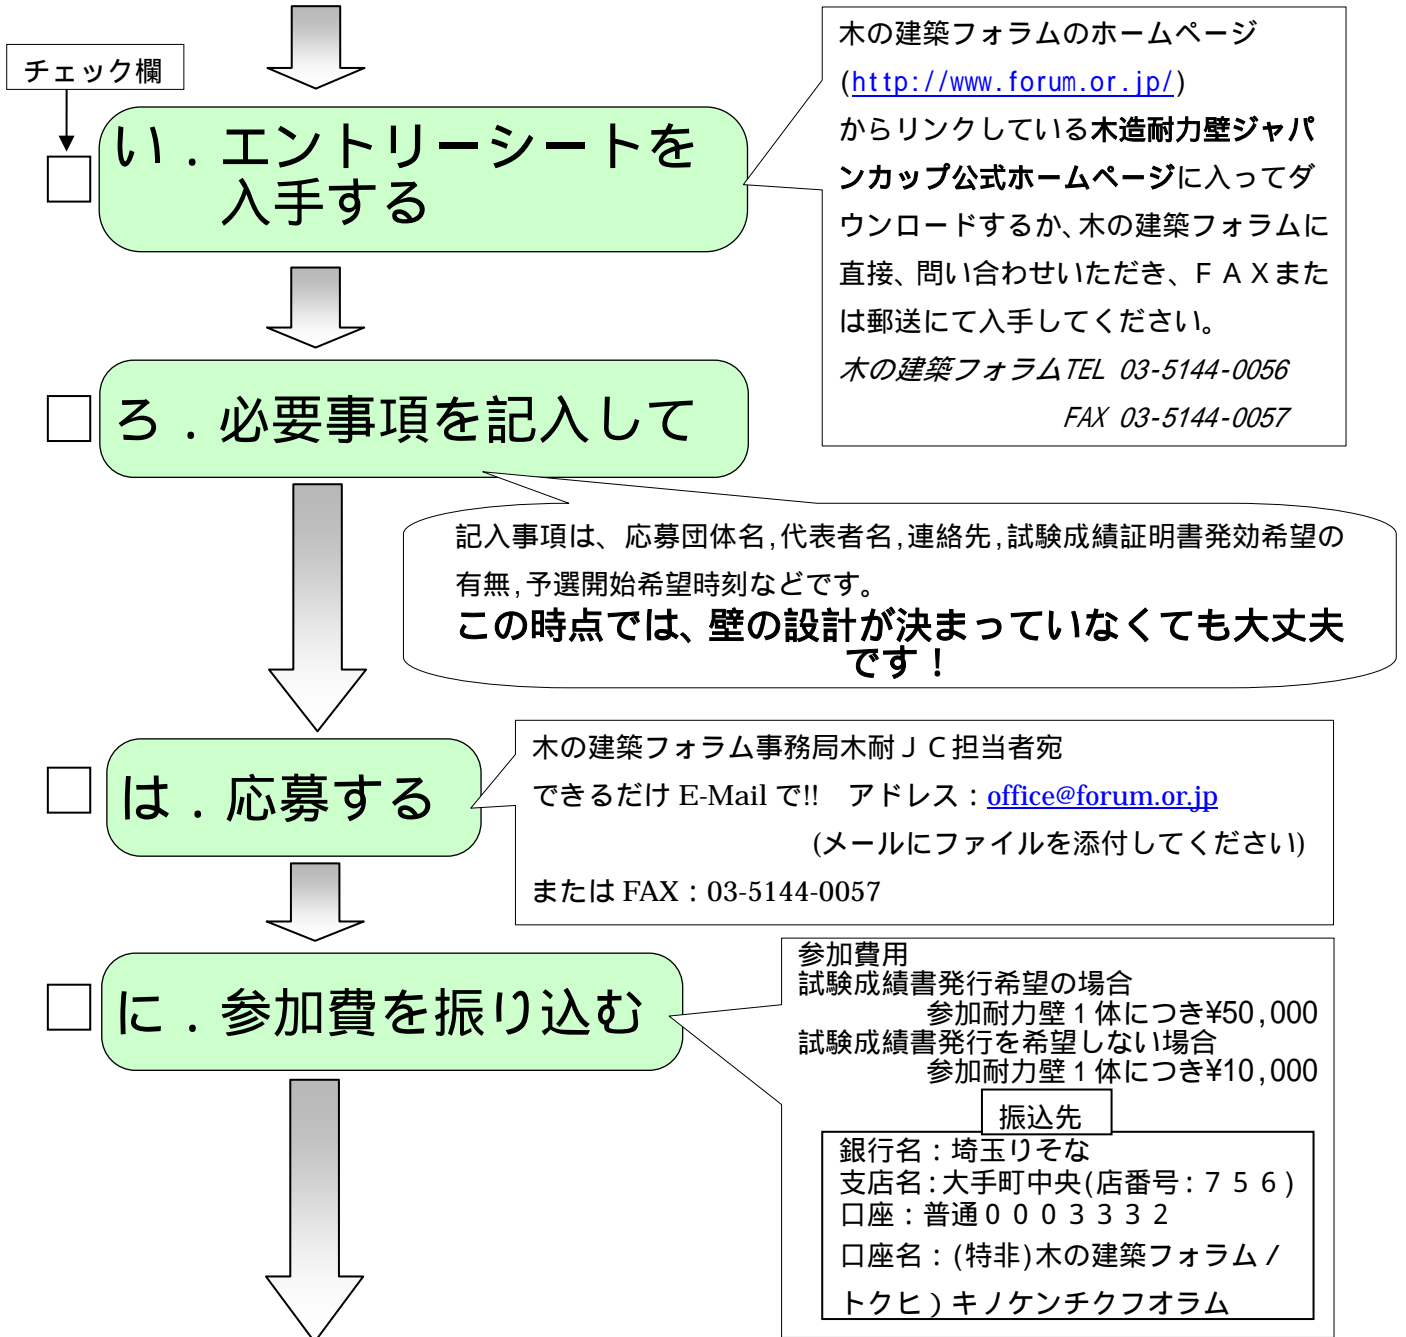 チェック欄
い．エントリーシートを
入手する
木の建築フォラムのホームページ
(http://www.forum.or.jp/)
からリンクしている木造耐力壁ジャパ
ンカップ公式ホームページに入ってダ
ウンロードするか、木の建築フォラムに
直接、問い合わせいただき、ＦＡＸまた
は郵送にて入手してください。
木の建築フォラムTEL 03-5144-0056
FAX 03-5144-0057
ろ．必要事項を記入して
記入事項は、応募団体名,代表者名,連絡先,試験成績証明書発効希望の
有無,予選開始希望時刻などです。
この時点では、壁の設計が決まっていなくても大丈夫
です！
は．応募する
木の建築フォラム事務局木耐ＪＣ担当者宛
できるだけ E-Mail で!!　アドレス：office@forum.or.jp
(メールにファイルを添付してください)
または FAX：03-5144-0057
に．参加費を振り込む
参加費用
試験成績書発行希望の場合
参加耐力壁１体につき¥50,000
試験成績書発行を希望しない場合
参加耐力壁１体につき¥10,000
振込先
銀行名：埼玉りそな
支店名：大手町中央(店番号：７５６)
口座：普通０００３３３２
口座名：(特非)木の建築フォラム／
トクヒ）キノケンチクフオラム